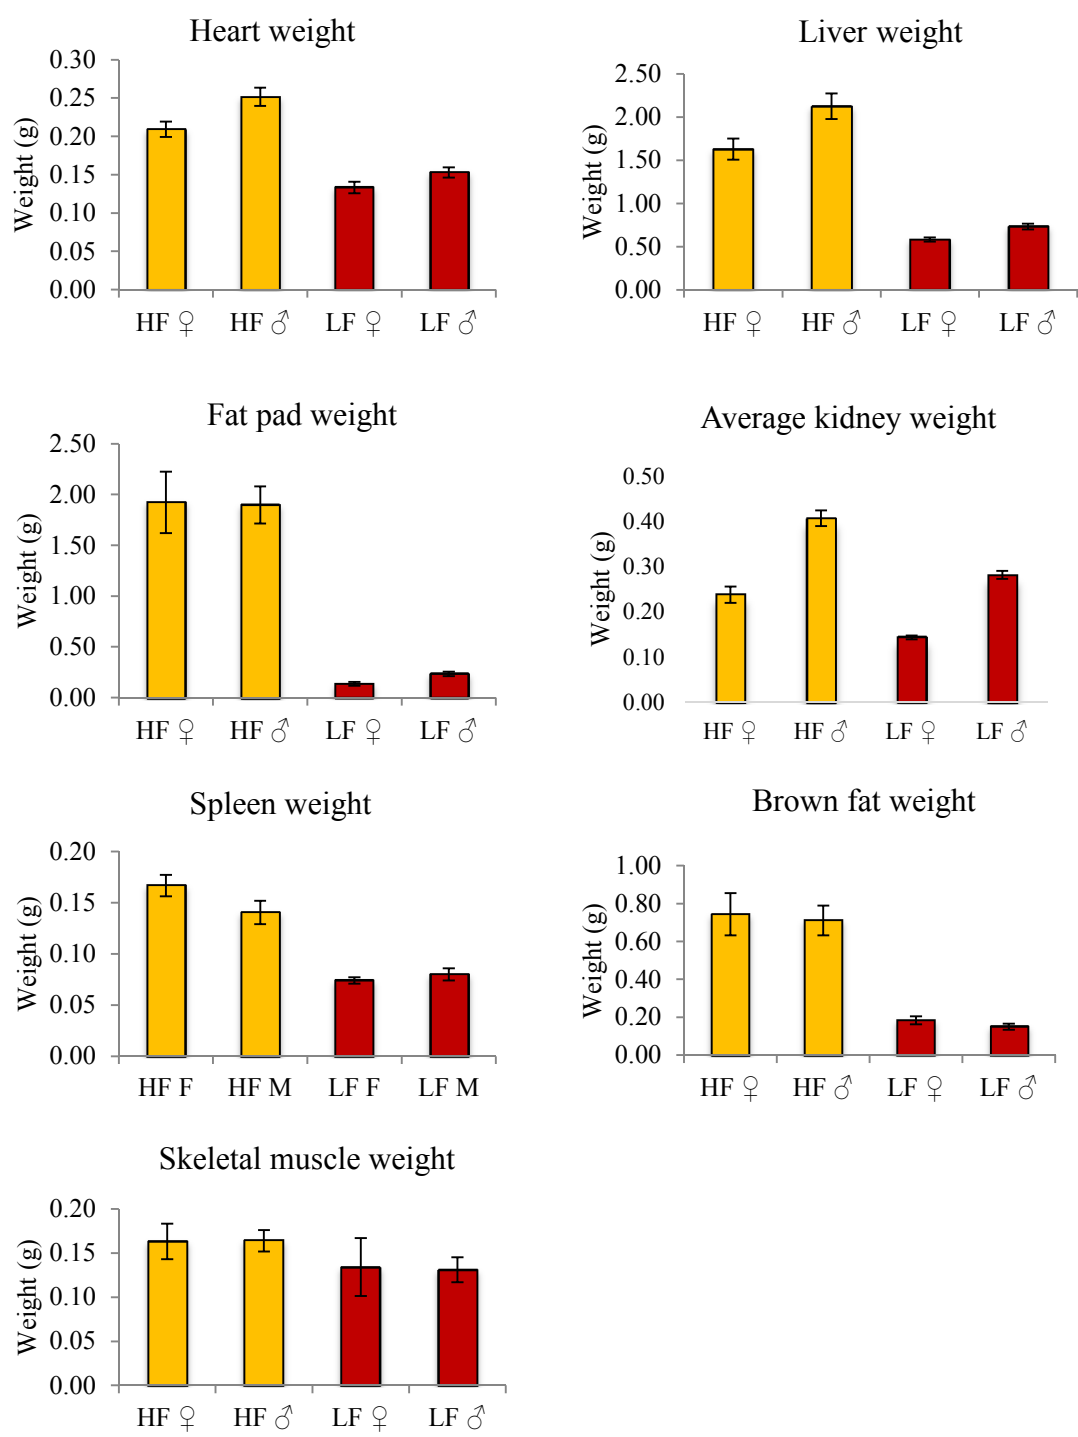 Heart weight
0.30
0.25
0.20
0.15
0.10
0.05
0.00
Weight (g)
HF ♀ HF ♂ LF ♀ LF ♂
Liver weight
2.50
2.00
1.50
1.00
0.50
0.00
Weight (g)
HF ♀ HF ♂ LF ♀ LF ♂
Fat pad weight
2.50
2.00
1.50
1.00
0.50
0.00
Weight (g)
HF ♀ HF ♂ LF ♀ LF ♂
Average kidney weight
0.50
0.40
0.30
0.20
0.10
0.00
Weight (g)
HF ♀ HF ♂ LF ♀ LF ♂
Spleen weight
0.20
0.15
0.10
0.05
0.00
Weight (g)
HF F HF M LF F LF M
Brown fat weight
1.00
0.80
0.60
0.40
0.20
0.00
Weight (g)
HF ♀ HF ♂ LF ♀ LF ♂
Skeletal muscle weight
0.20
0.15
0.10
0.05
0.00
Weight (g)
HF ♀ HF ♂ LF ♀ LF ♂